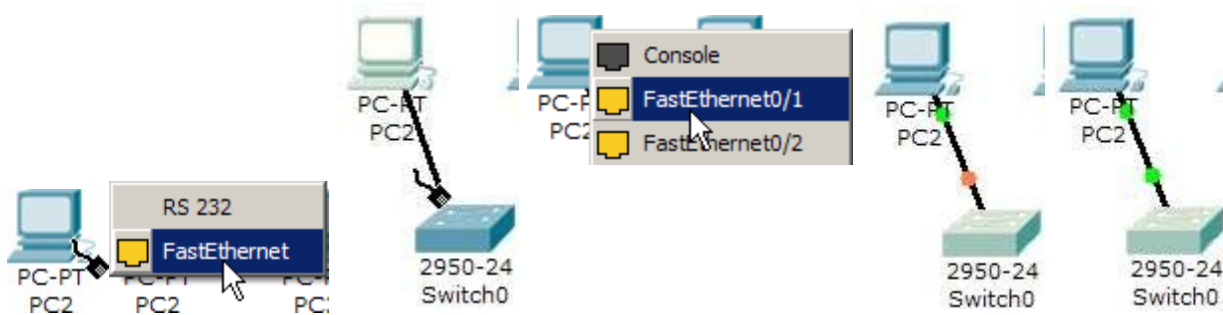 RS 232
FastEthernet
PC-PT
PC2
PC-PT
PC2
PC-PT
PC2
2950-24
Switch0
Console
FastEthernet0/1
FastEthernet0/2
PC2
PC-PT
PC2
2950-24
Switch0
PC-PT
PC2
2950-24
Switch0